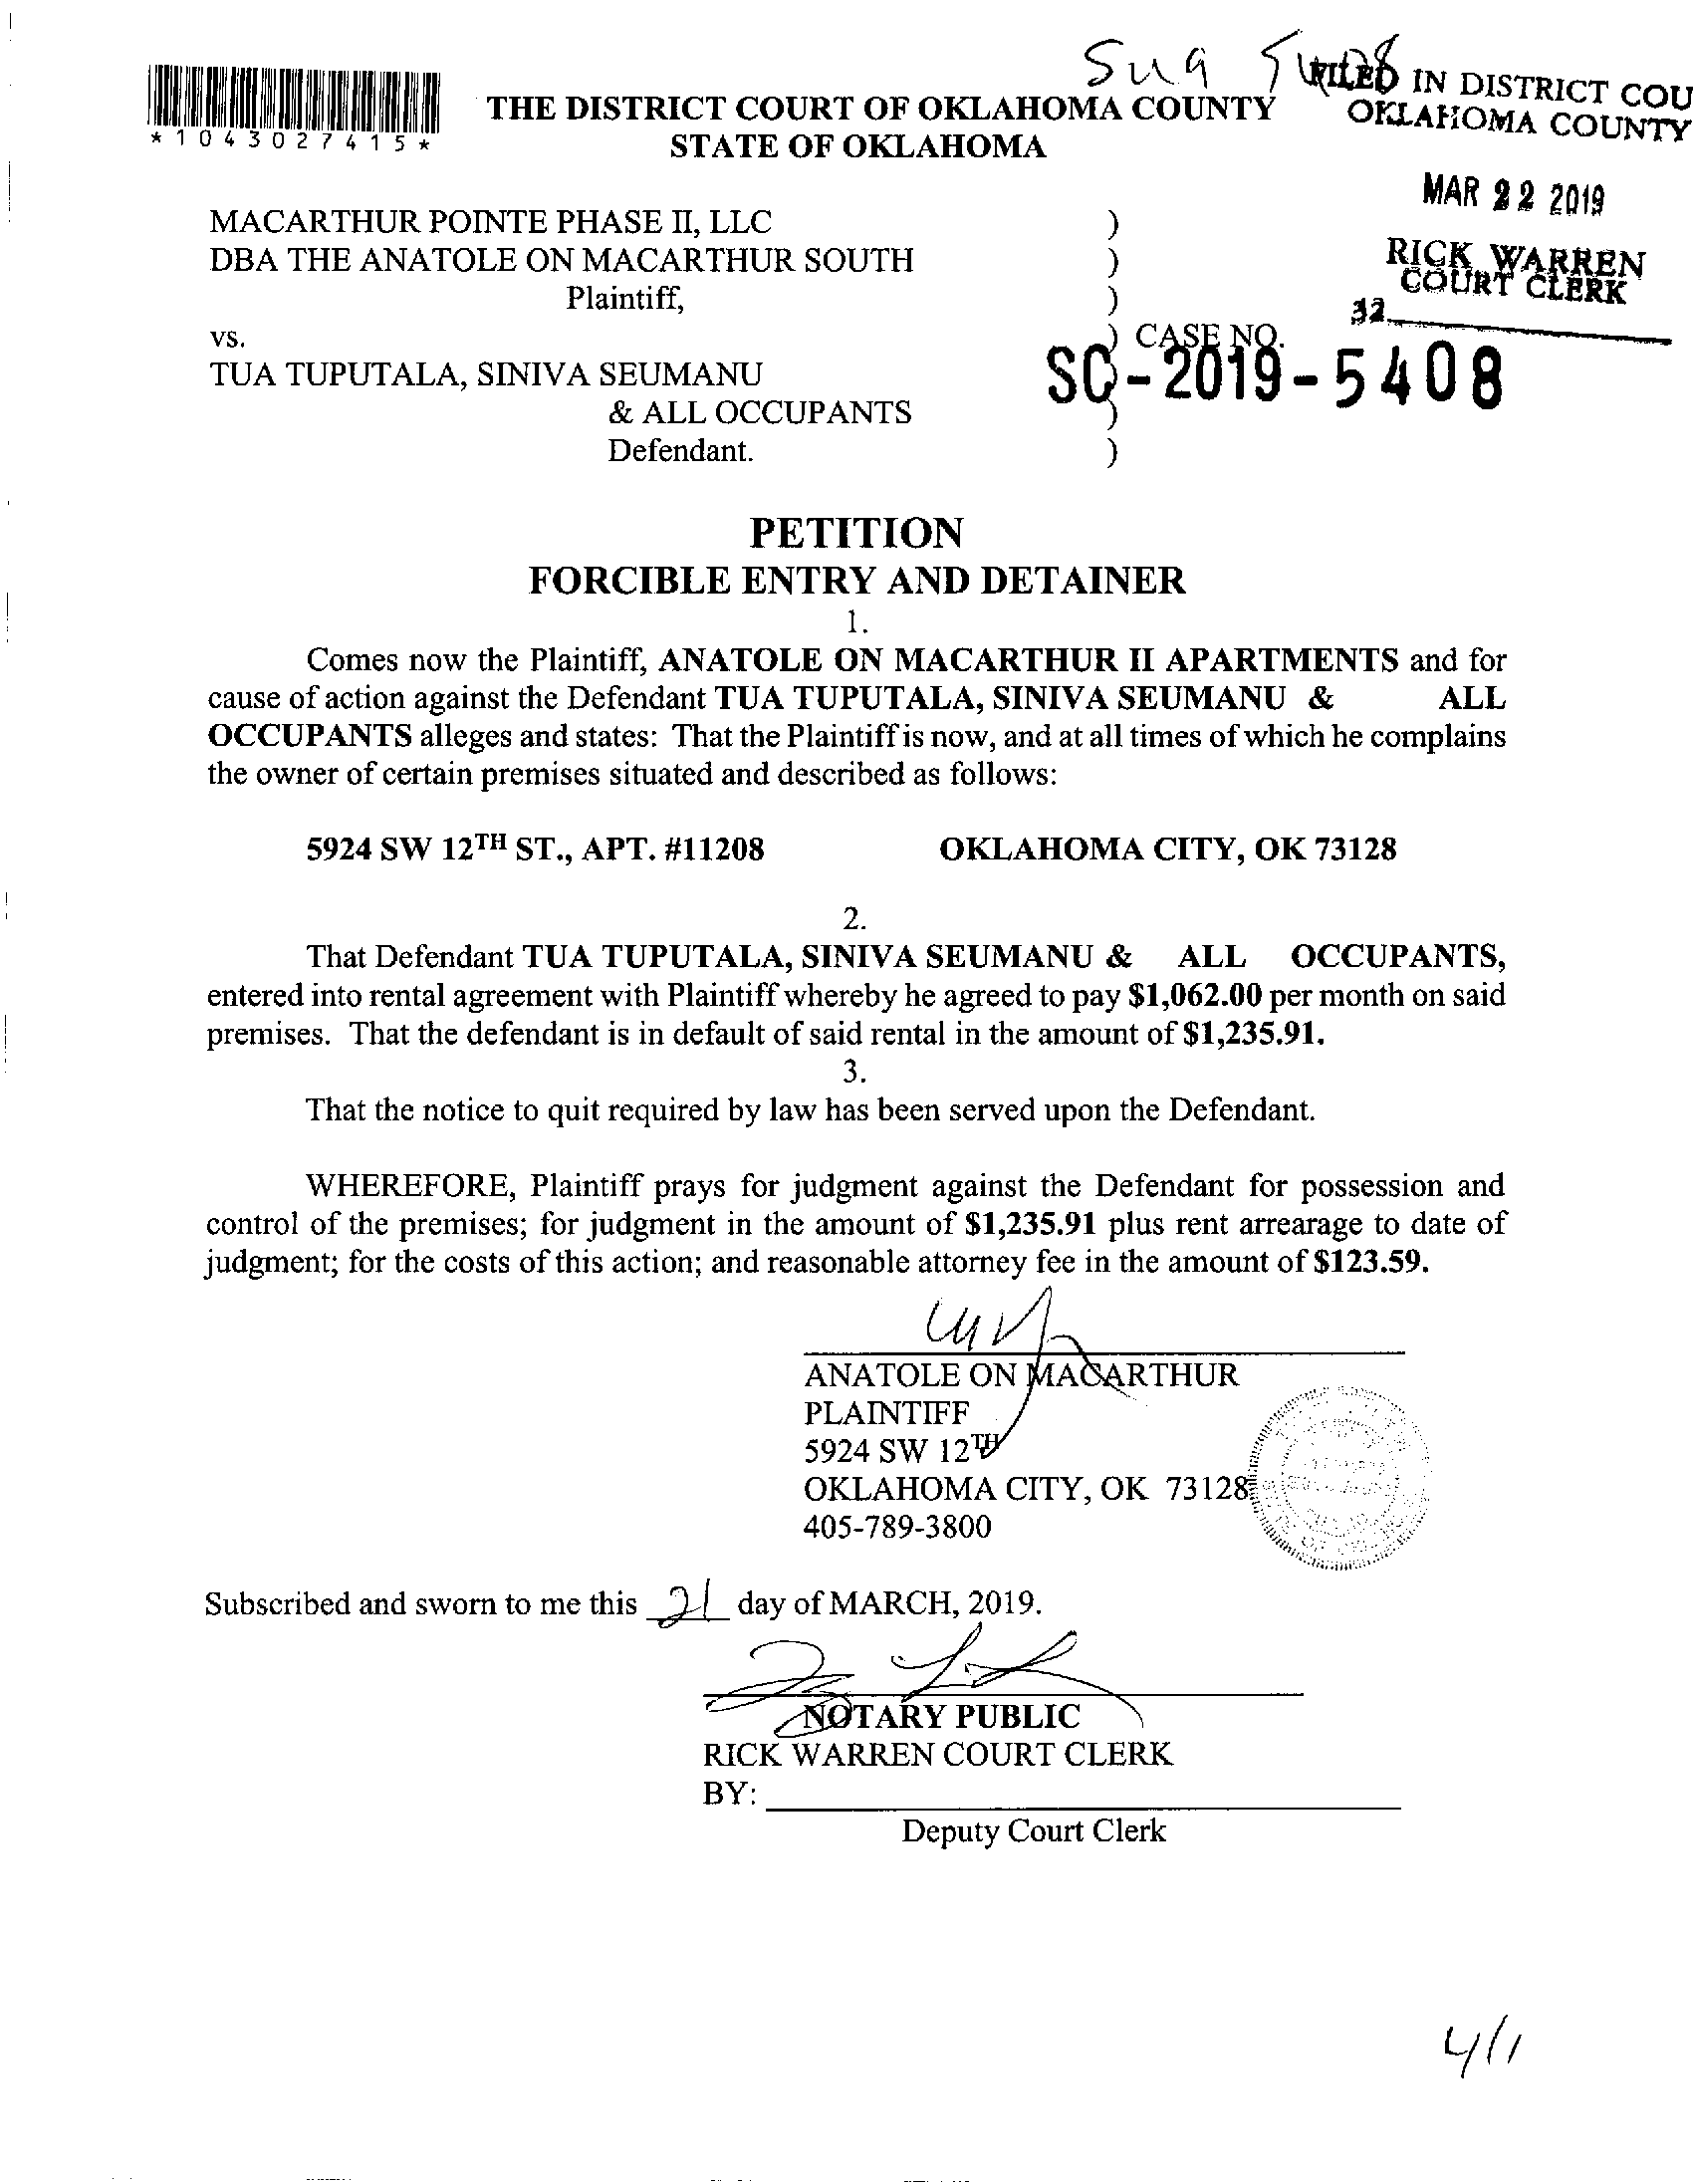 FILED IN DISTRICT COU
OKLAHOMA COUNTY
*1043027415*
THE DISTRICT COURT OF OKLAHOMA COUNTY
STATE OF OKLAHOMA
MAR 22 2019
RICK WARREN
COURT CLERK
32
MACARTHUR POINTE PHASE II, LLC )
DBA THE ANATOLE ON MACARTHUR SOUTH )
Plaintiff, )
vs. ) CASE NO.
SC-2019-5408
TUA TUPUTALA, SINIVA SEUMANU
& ALL OCCUPANTS )
Defendant. )
PETITION
FORCIBLE ENTRY AND DETAINER
1.
Comes now the Plaintiff, ANATOLE ON MACARTHUR II APARTMENTS and for
cause of action against the Defendant TUA TUPUTALA, SINIVA SEUMANU & ALL
OCCUPANTS alleges and states: That the Plaintiff is now, and at all times of which he complains
the owner of certain premises situated and described as follows:
5924 SW 12TH ST., APT. #11208 OKLAHOMA CITY, OK 73128
2.
That Defendant TUA TUPUTALA, SINIVA SEUMANU & ALL OCCUPANTS,
entered into rental agreement with Plaintiff whereby he agreed to pay $1,062.00 per month on said
premises. That the defendant is in default of said rental in the amount of $1,235.91.
3.
That the notice to quit required by law has been served upon the Defendant.
WHEREFORE, Plaintiff prays for judgment against the Defendant for possession and
control of the premises; for judgment in the amount of $1,235.91 plus rent arrearage to date of
judgment; for the costs of this action; and reasonable attorney fee in the amount of $123.59.
ANATOLE ON MACARTHUR
PLAINTIFF
5924 SW 12TH
OKLAHOMA CITY, OK 73128
405-789-3800
Subscribed and sworn to me this 21 day of MARCH, 2019.
NOTARY PUBLIC
RICK WARREN COURT CLERK
BY:
Deputy Court Clerk
4/1